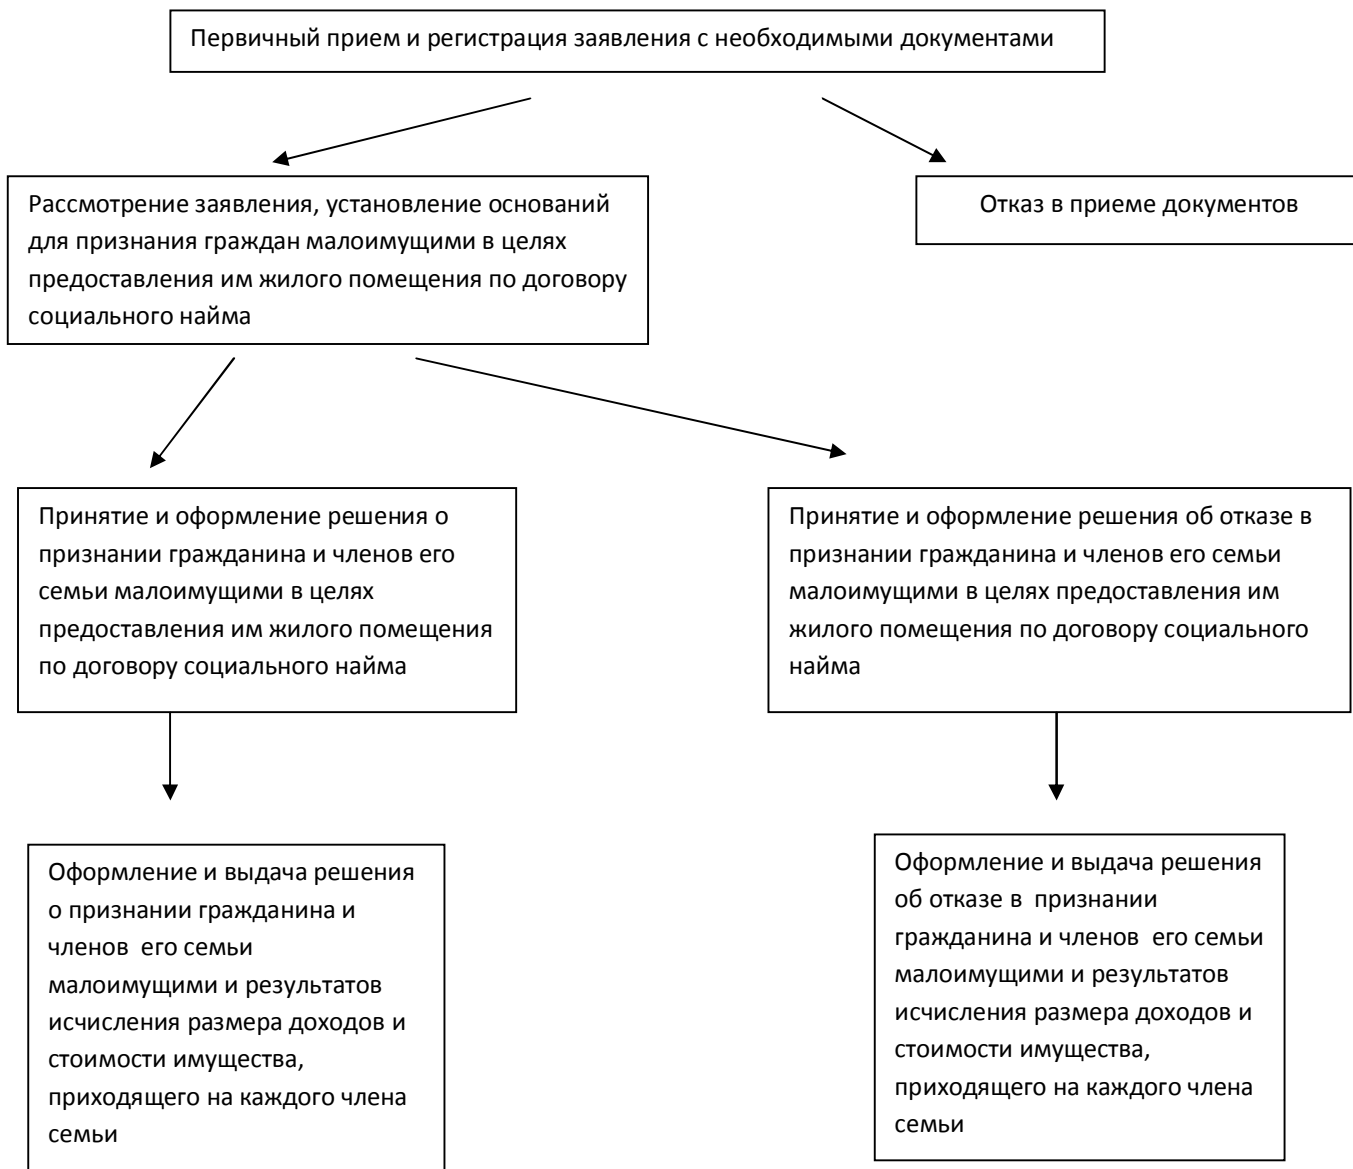 Первичный прием и регистрация заявления с необходимыми документами
Рассмотрение заявления, установление оснований
для признания граждан малоимущими в целях
предоставления им жилого помещения по договору
социального найма
Отказ в приеме документов
Принятие и оформление решения о
признании гражданина и членов его
семьи малоимущими в целях
предоставления им жилого помещения
по договору социального найма
Принятие и оформление решения об отказе в
признании гражданина и членов его семьи
малоимущими в целях предоставления им
жилого помещения по договору социального
найма
Оформление и выдача решения
о признании гражданина и
членов его семьи
малоимущими и результатов
исчисления размера доходов и
стоимости имущества,
приходящего на каждого члена
семьи
Оформление и выдача решения
об отказе в признании
гражданина и членов его семьи
малоимущими и результатов
исчисления размера доходов и
стоимости имущества,
приходящего на каждого члена
семьи